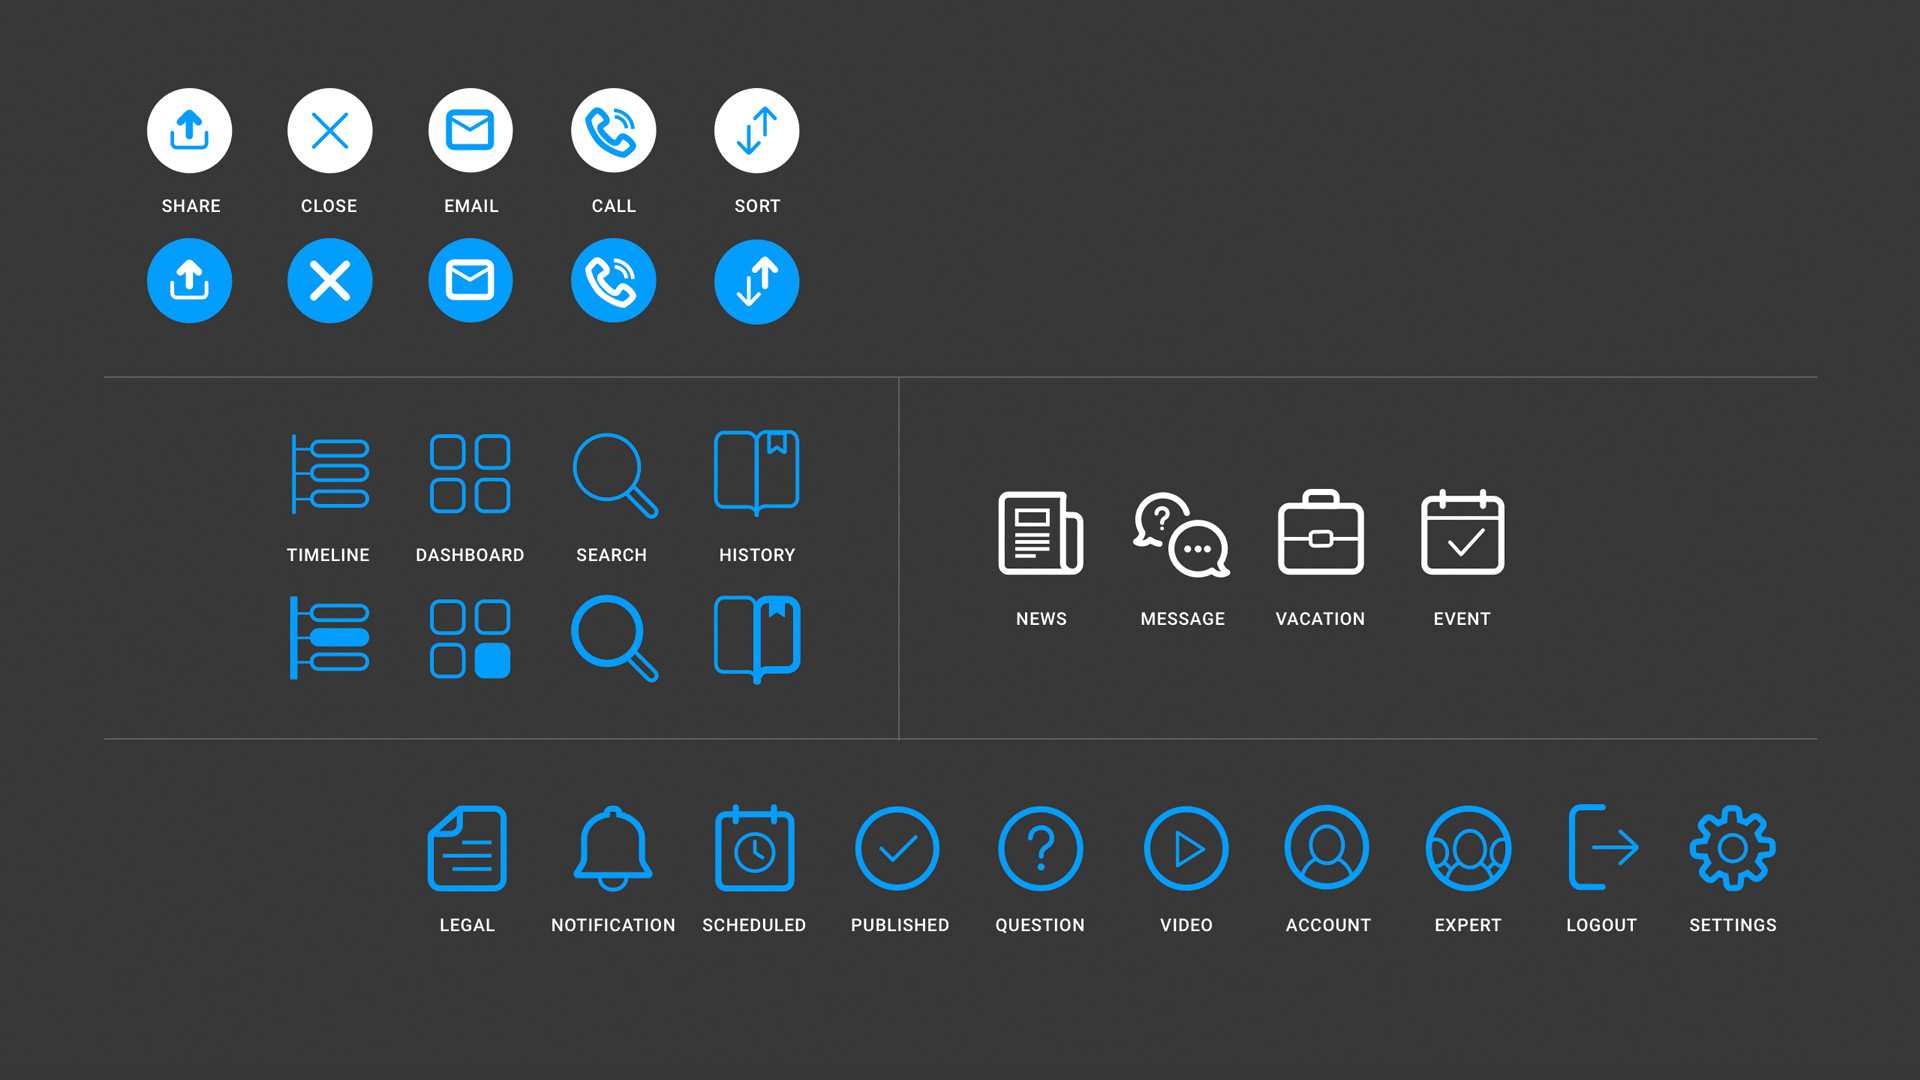 SHARE CLOSE EMAIL CALL SORT
TIMELINE DASHBOARD SEARCH HISTORY
NEWS MESSAGE VACATION EVENT
LEGAL NOTIFICATION SCHEDULED PUBLISHED QUESTION VIDEO ACCOUNT EXPERT LOGOUT SETTINGS